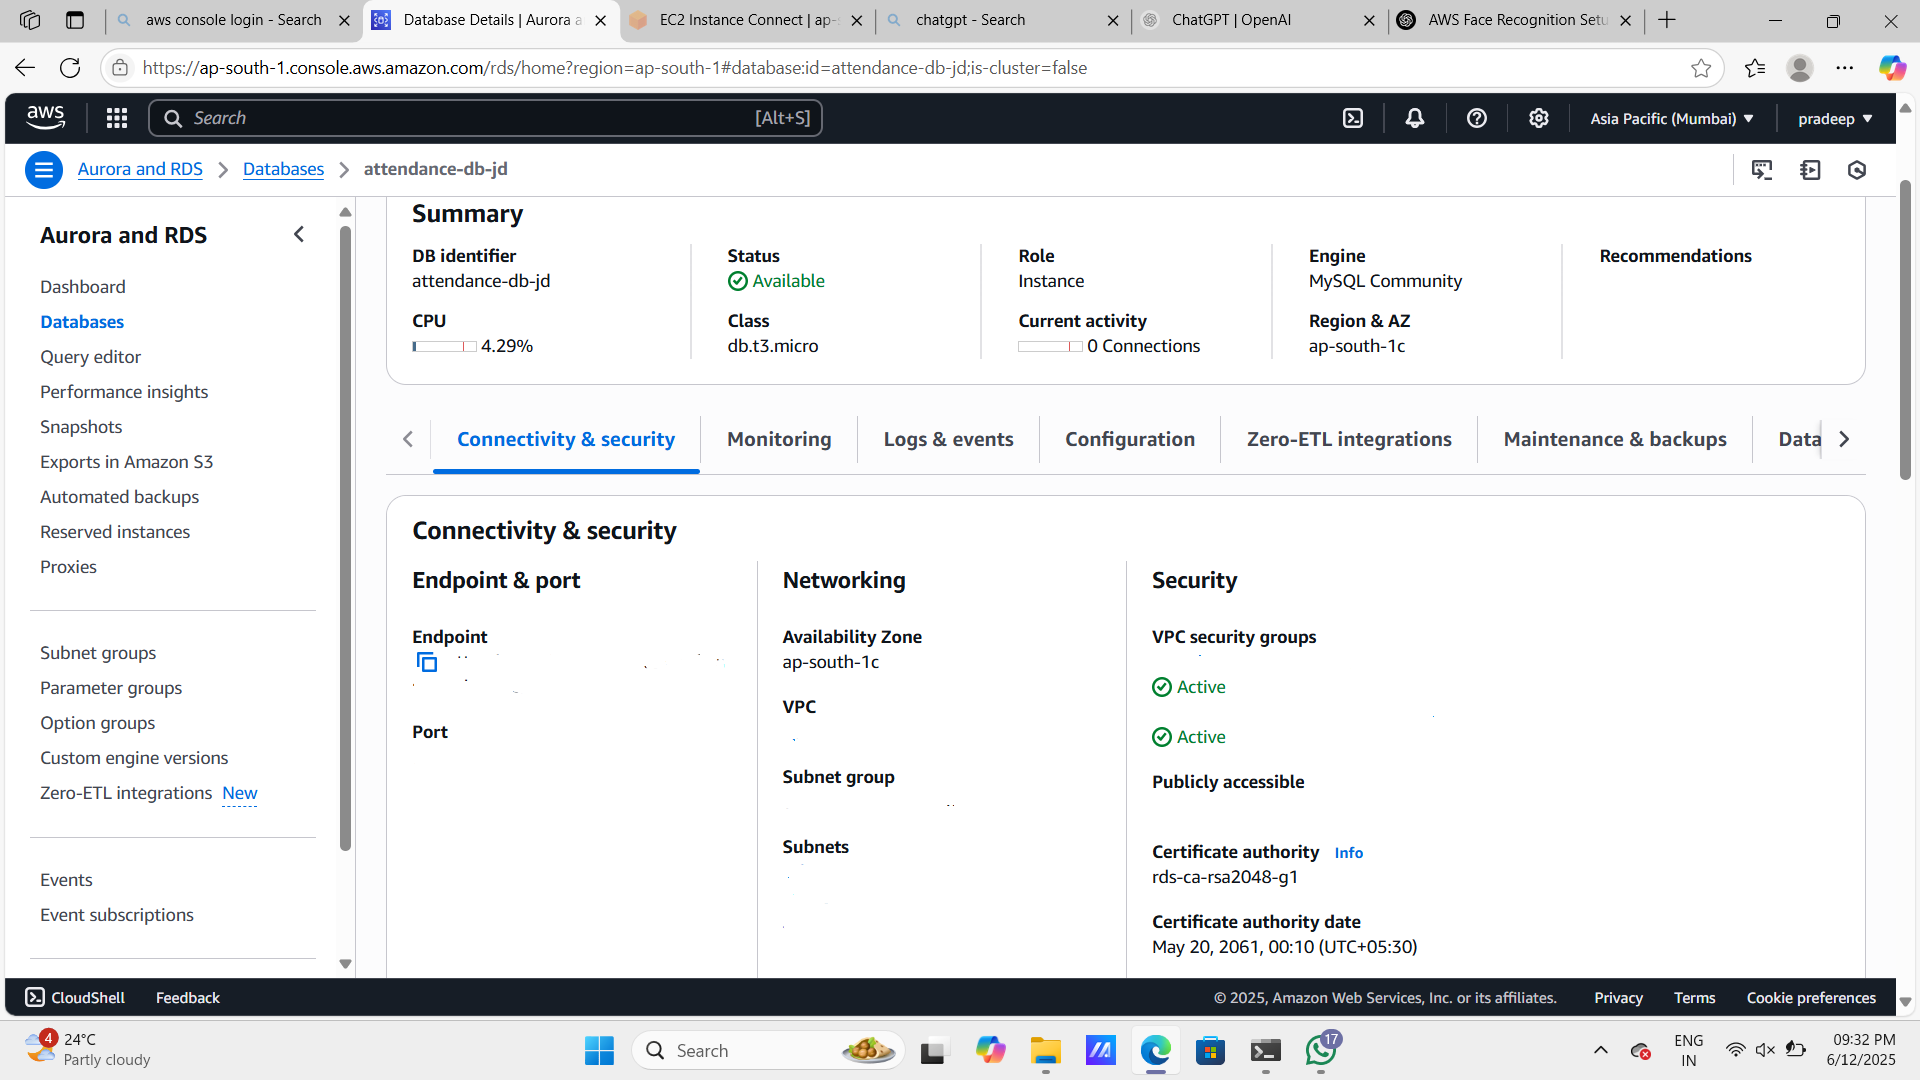 aws console login - Search
Database Details | Aurora a
EC2 Instance Connect | ap-s
chatgpt - Search
ChatGPT | OpenAI
AWS Face Recognition Setu
https://ap-south-1.console.aws.amazon.com/rds/home?region=ap-south-1#database:id=attendance-db-jd;is-cluster=false
aws
Search
[Alt+S]
Asia Pacific (Mumbai)
pradeep
Aurora and RDS
Databases
attendance-db-jd
Aurora and RDS
Dashboard
Databases
Query editor
Performance insights
Snapshots
Exports in Amazon S3
Automated backups
Reserved instances
Proxies
Subnet groups
Parameter groups
Option groups
Custom engine versions
Zero-ETL integrations New
Events
Event subscriptions
Summary
DB identifier
attendance-db-jd
Status
Available
Role
Instance
Engine
MySQL Community
Recommendations
CPU
4.29%
Class
db.t3.micro
Current activity
0 Connections
Region & AZ
ap-south-1c
Connectivity & security
Monitoring
Logs & events
Configuration
Zero-ETL integrations
Maintenance & backups
Data
Connectivity & security
Endpoint & port
Endpoint
Port
Networking
Availability Zone
ap-south-1c
VPC
Subnet group
Subnets
Security
VPC security groups
Active
Active
Publicly accessible
Certificate authority Info
rds-ca-rsa2048-g1
Certificate authority date
May 20, 2061, 00:10 (UTC+05:30)
CloudShell
Feedback
© 2025, Amazon Web Services, Inc. or its affiliates.
Privacy
Terms
Cookie preferences
4
24°C
Partly cloudy
Search
17
ENG
IN
09:32 PM
6/12/2025